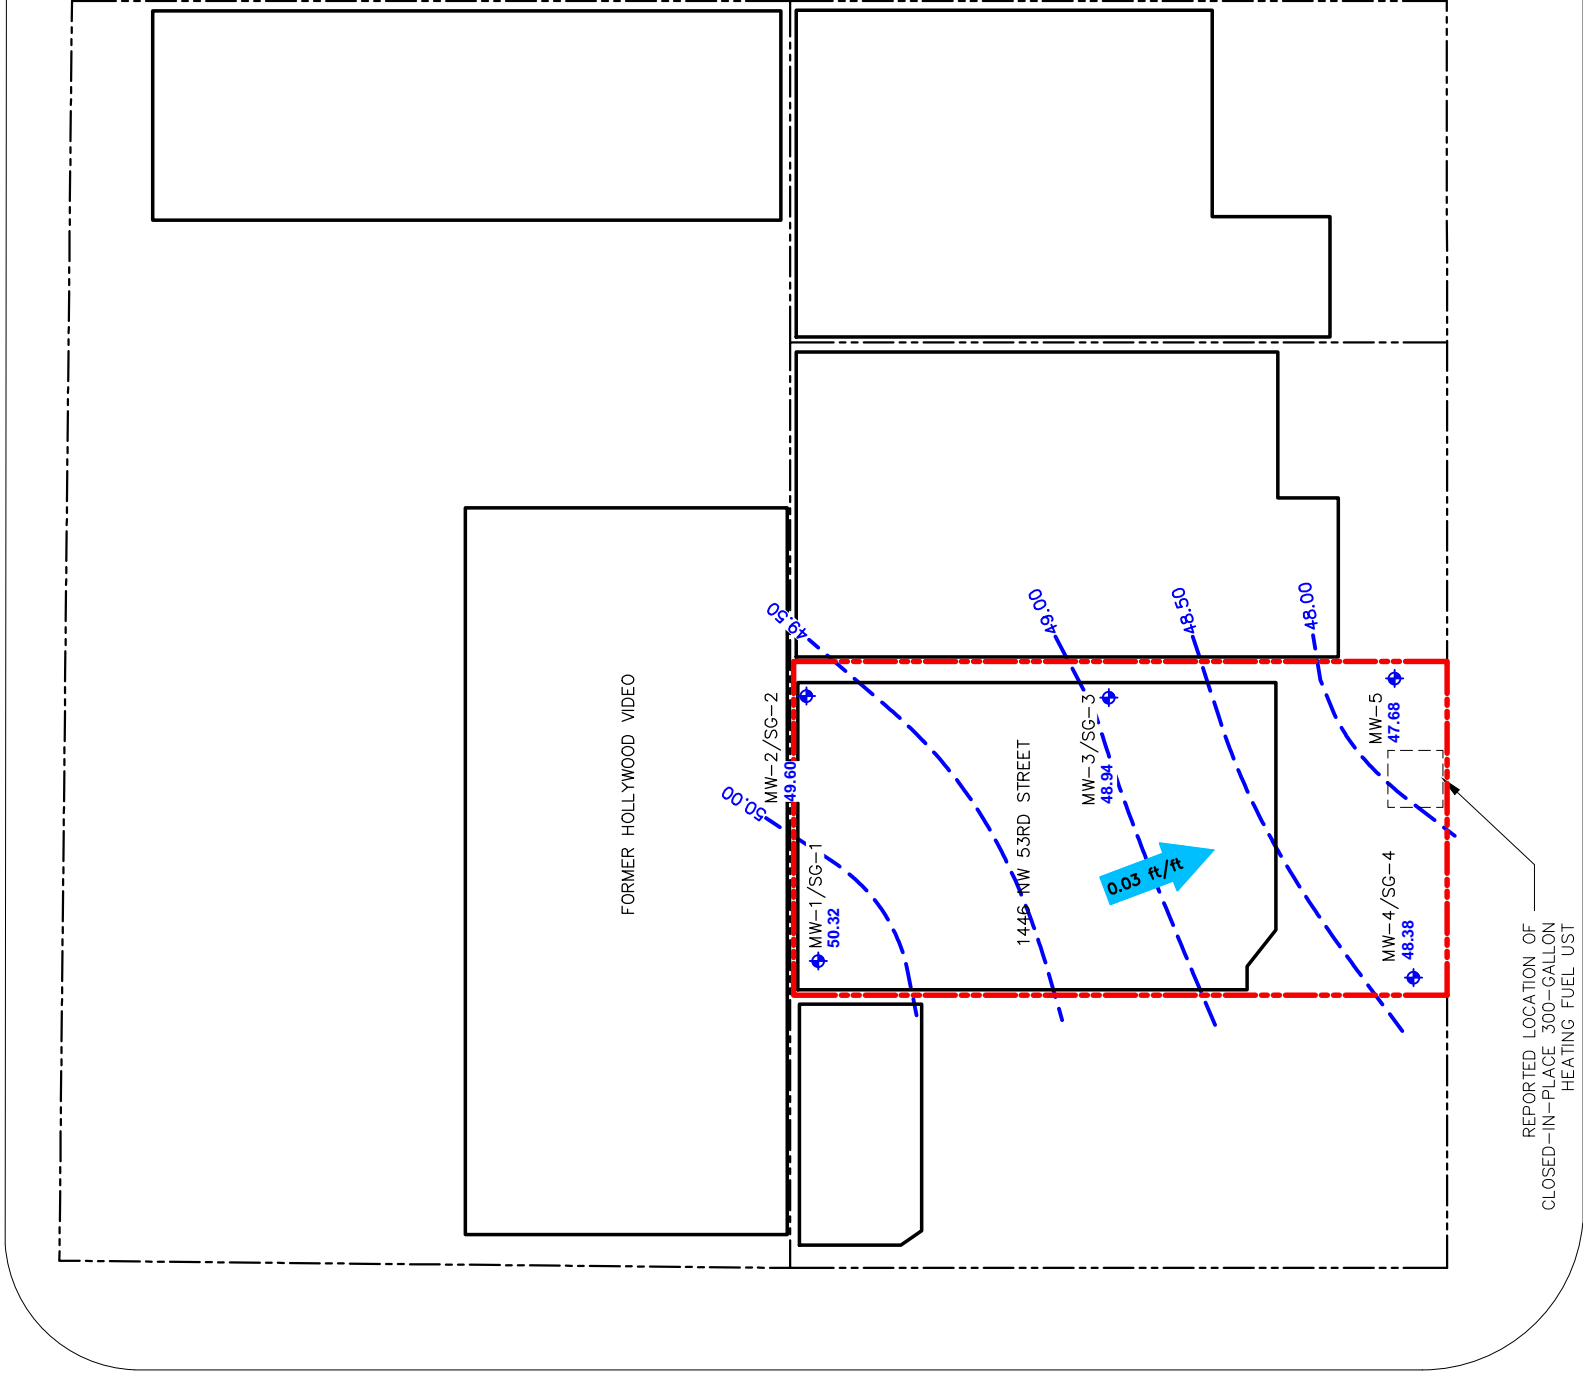 FORMER HOLLYWOOD VIDEO
50.00
49.50
49.00
48.50
48.00
MW-2/SG-2
49.60
MW-1/SG-1
50.32
1446 NW 53RD STREET
MW-3/SG-3
48.94
0.03 ft/ft
MW-5
47.68
MW-4/SG-4
48.38
REPORTED LOCATION OF
CLOSED-IN-PLACE 300-GALLON
HEATING FUEL UST